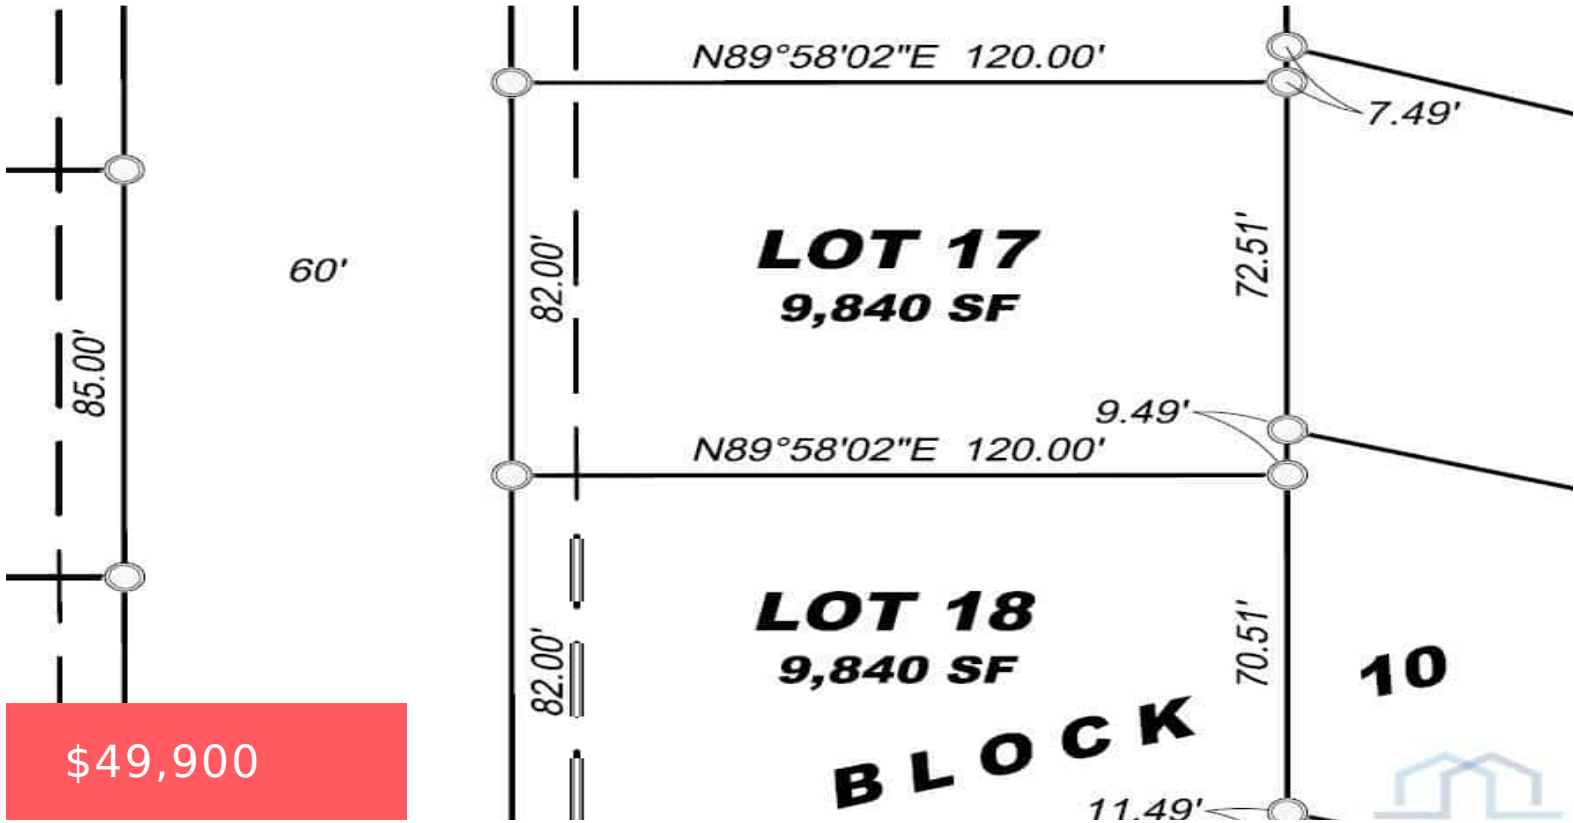 N89°58'02"E 120.00'
7.49'
60'
82.00'
LOT 17
9,840 SF
72.51'
85.00'
9.49'
N89°58'02"E 120.00'
82.00'
LOT 18
9,840 SF
70.51'
BLOCK 10
$49,900
11.49'